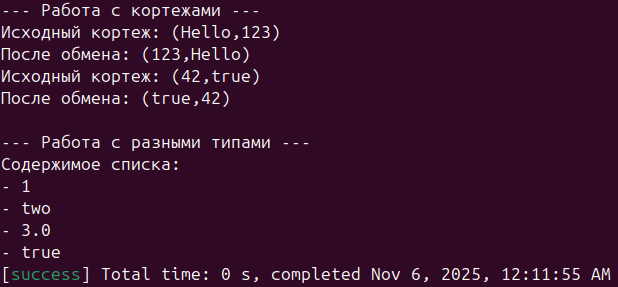 --- Работа с кортежами ---
Исходный кортеж: (Hello,123)
После обмена: (123,Hello)
Исходный кортеж: (42,true)
После обмена: (true,42)

--- Работа с разными типами ---
Содержимое списка:
- 1
- two
- 3.0
- true
[success] Total time: 0 s, completed Nov 6, 2025, 12:11:55 AM